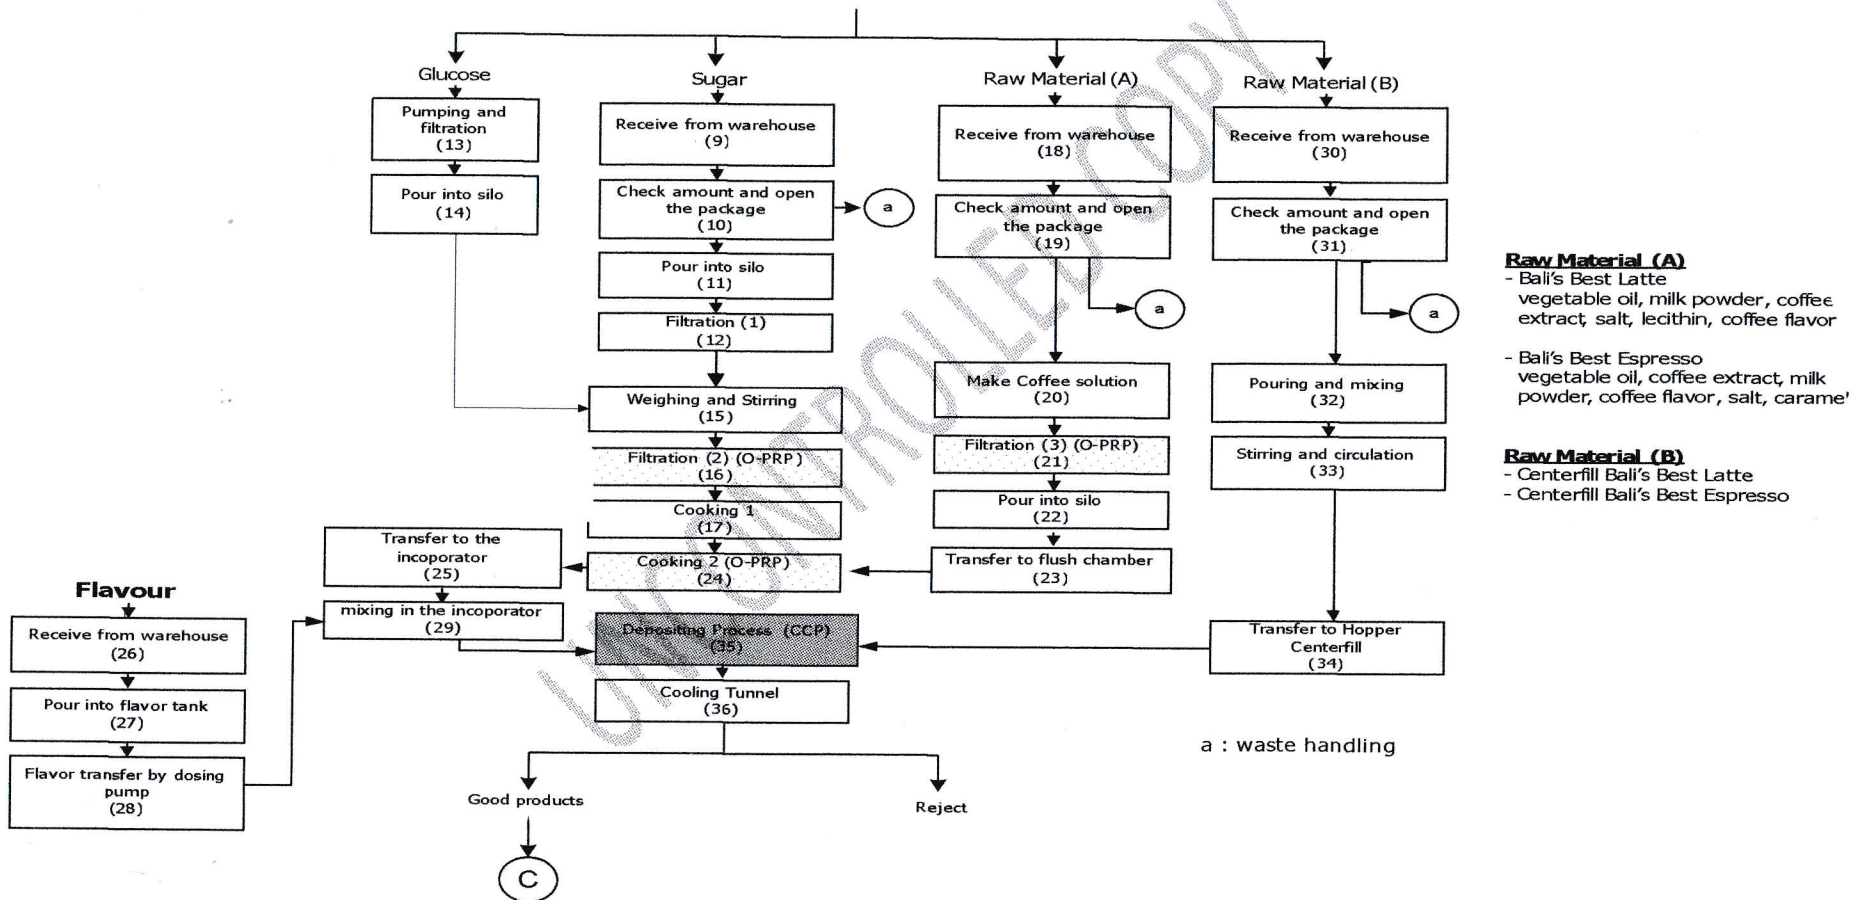 Glucose
Pumping and
filtration
(13)
Pour into silo
(14)
Sugar
Receive from warehouse
(9)
Check amount and open
the package
(10)
a
Pour into silo
(11)
Filtration (1)
(12)
Weighing and Stirring
(15)
Filtration (2) (O-PRP)
(16)
Cooking 1
(17)
Cooking 2 (O-PRP)
(24)
Raw Material (A)
Receive from warehouse
(18)
Check amount and open
the package
(19)
a
Make Coffee solution
(20)
Filtration (3) (O-PRP)
(21)
Pour into silo
(22)
Transfer to flush chamber
(23)
Raw Material (B)
Receive from warehouse
(30)
Check amount and open
the package
(31)
a
Pouring and mixing
(32)
Stirring and circulation
(33)
Transfer to Hopper
Centerfill
(34)
Transfer to the
incoporator
(25)
mixing in the incoporator
(29)
Flavour
Receive from warehouse
(26)
Pour into flavor tank
(27)
Flavor transfer by dosing
pump
(28)
Depositing Process (CCP)
(35)
Cooling Tunnel
(36)
Good products
Reject
C
Raw Material (A)
- Bali's Best Latte
vegetable oil, milk powder, coffee
extract, salt, lecithin, coffee flavor
- Bali's Best Espresso
vegetable oil, coffee extract, milk
powder, coffee flavor, salt, carame'
Raw Material (B)
- Centerfill Bali's Best Latte
- Centerfill Bali's Best Espresso
a : waste handling
UNCONTROLLED COPY